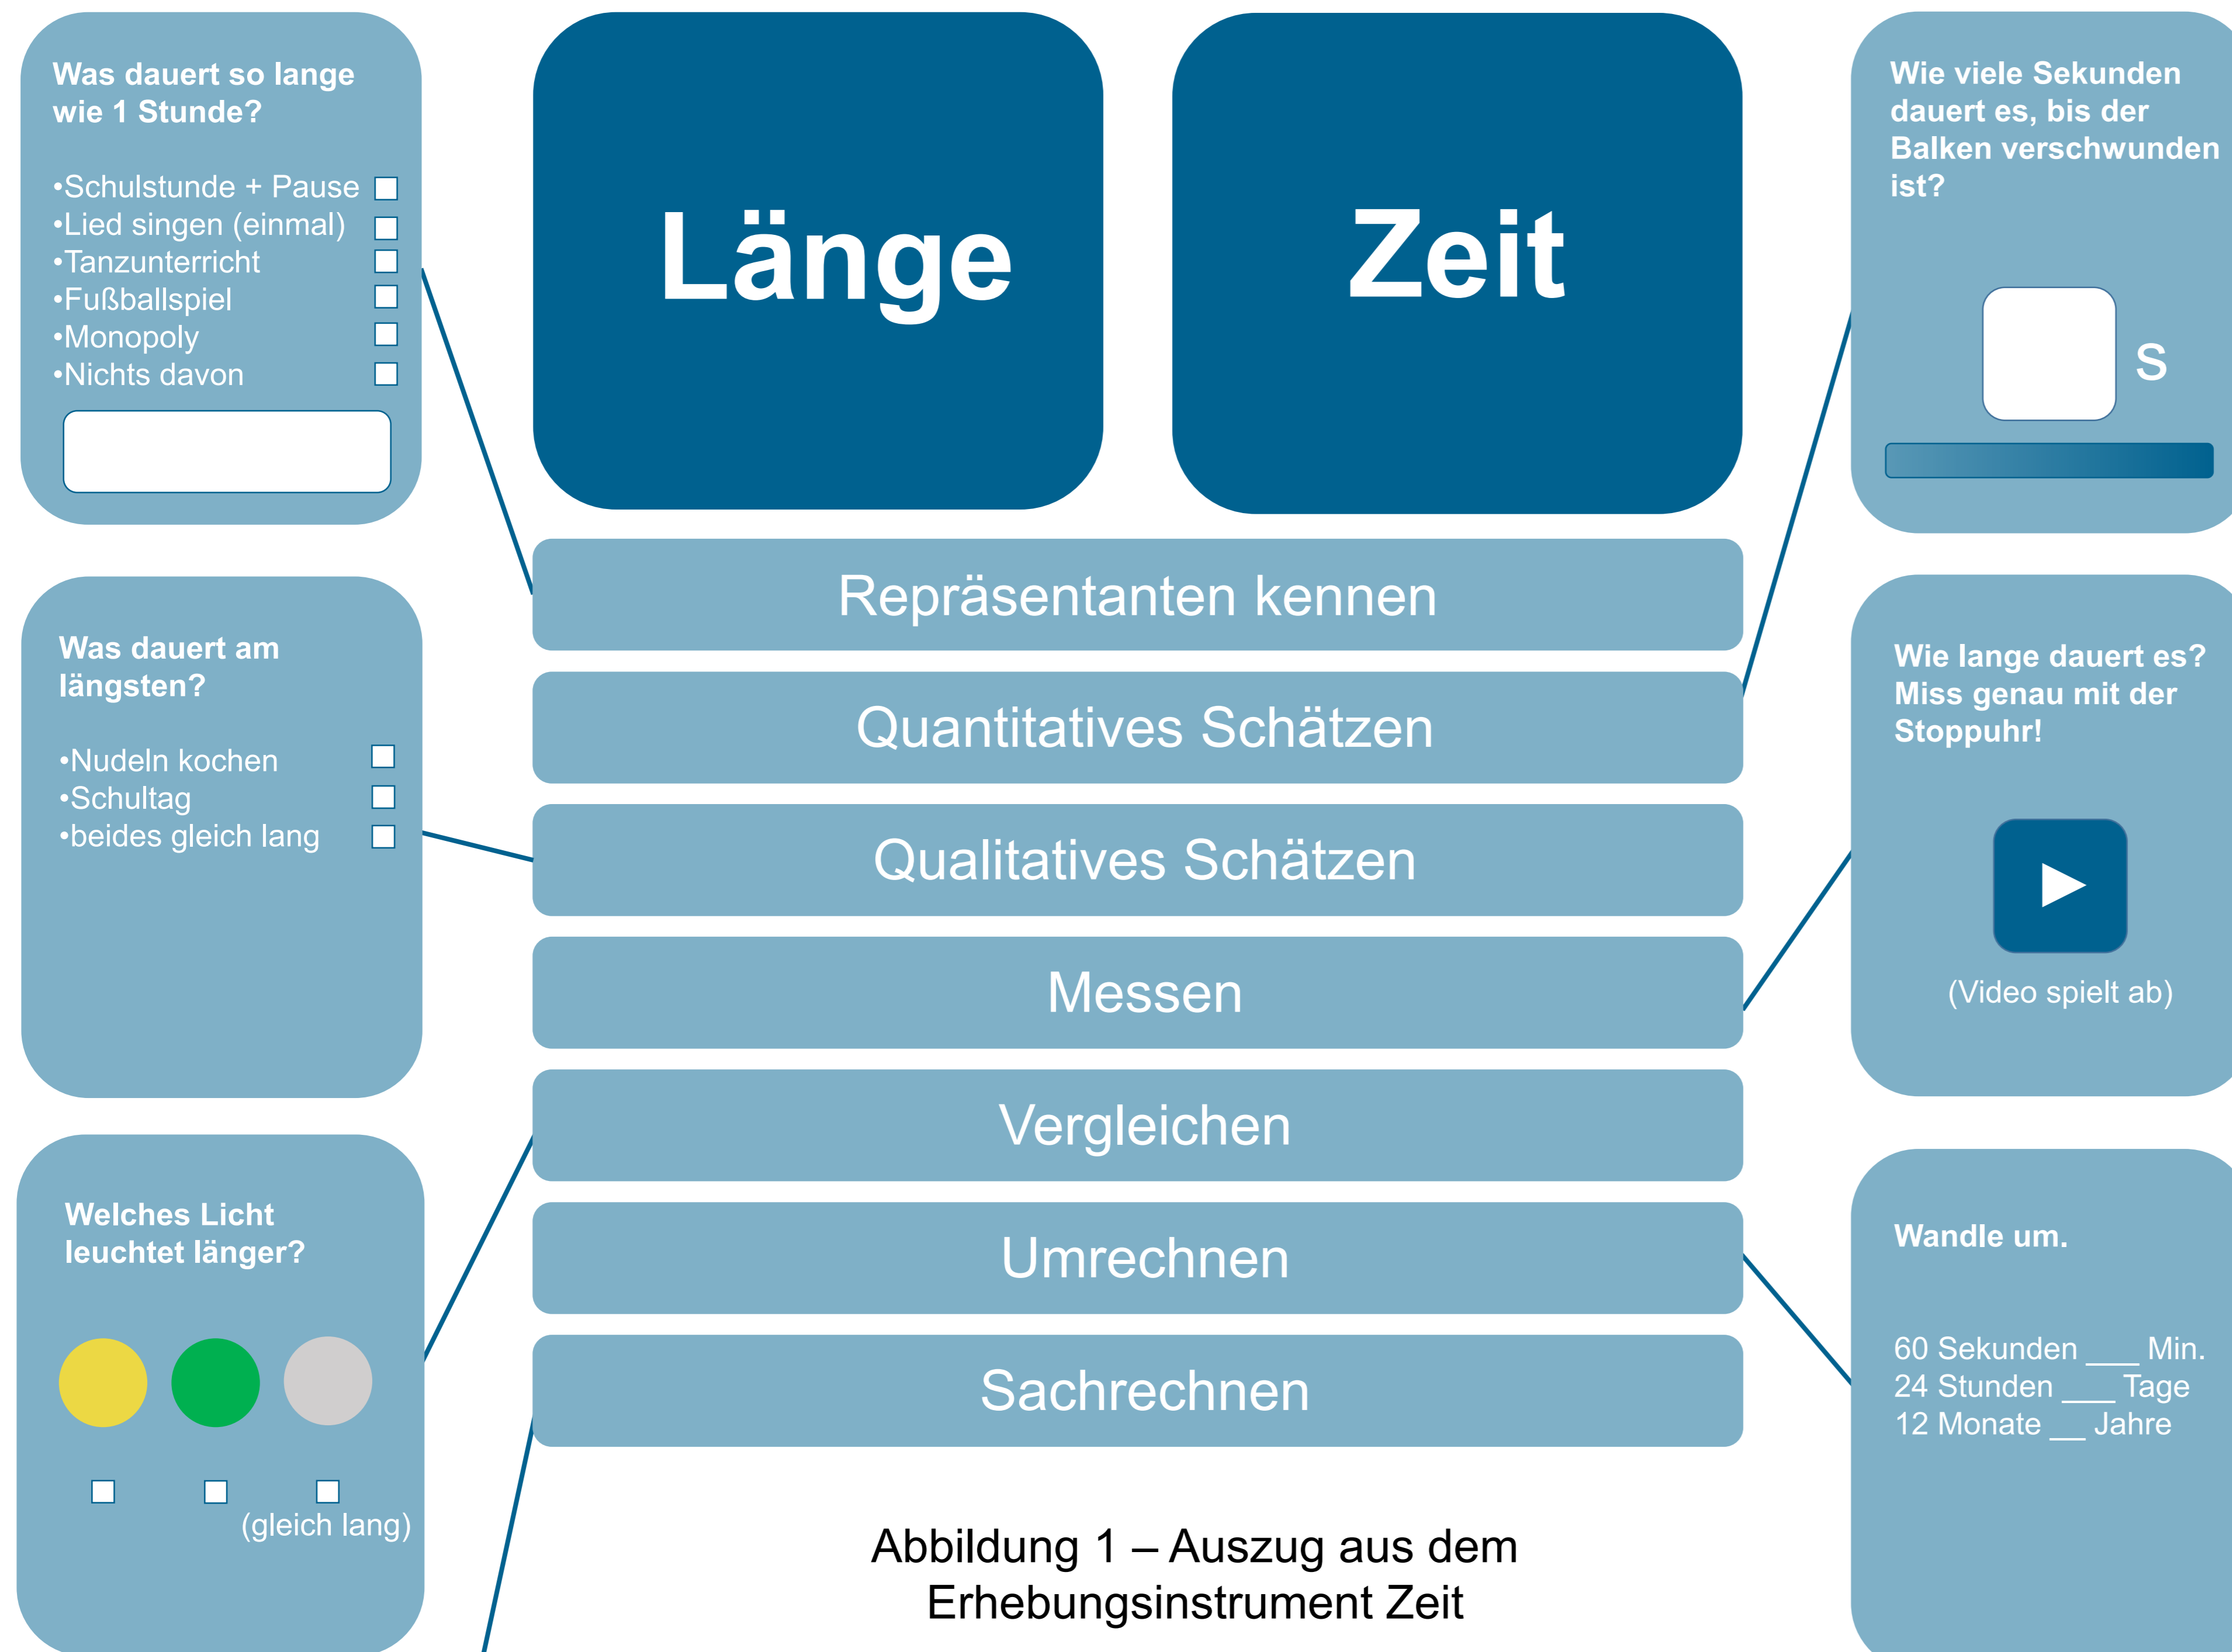 Was dauert so lange
wie 1 Stunde?
•Schulstunde + Pause
•Lied singen (einmal)
•Tanzunterricht
•Fußballspiel
•Monopoly
•Nichts davon
Was dauert am
längsten?
•Nudeln kochen
•Schultag
•beides gleich lang
Welches Licht
leuchtet länger?
(gleich lang)
Länge
Zeit
Repräsentanten kennen
Quantitatives Schätzen
Qualitatives Schätzen
Messen
Vergleichen
Umrechnen
Sachrechnen
Abbildung 1 – Auszug aus dem
Erhebungsinstrument Zeit
Wie viele Sekunden
dauert es, bis der
Balken verschwunden
ist?
s
Wie lange dauert es?
Miss genau mit der
Stoppuhr!
(Video spielt ab)
Wandle um.
60 Sekunden ___ Min.
24 Stunden ___ Tage
12 Monate __ Jahre